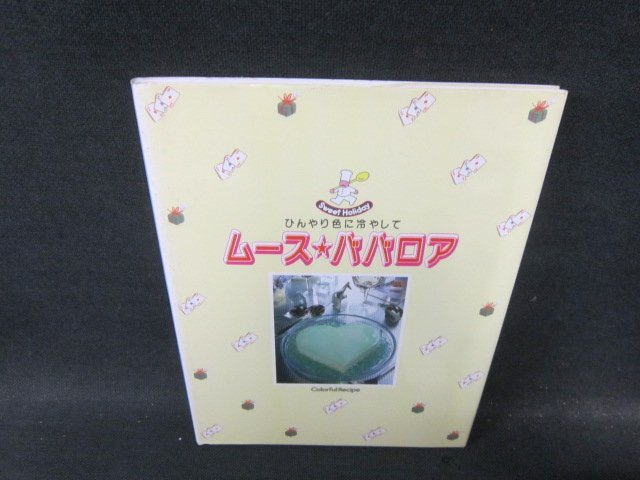 Sweet Holiday
ひんやり色に冷やして
ムース★ババロア
Colorful Recipe